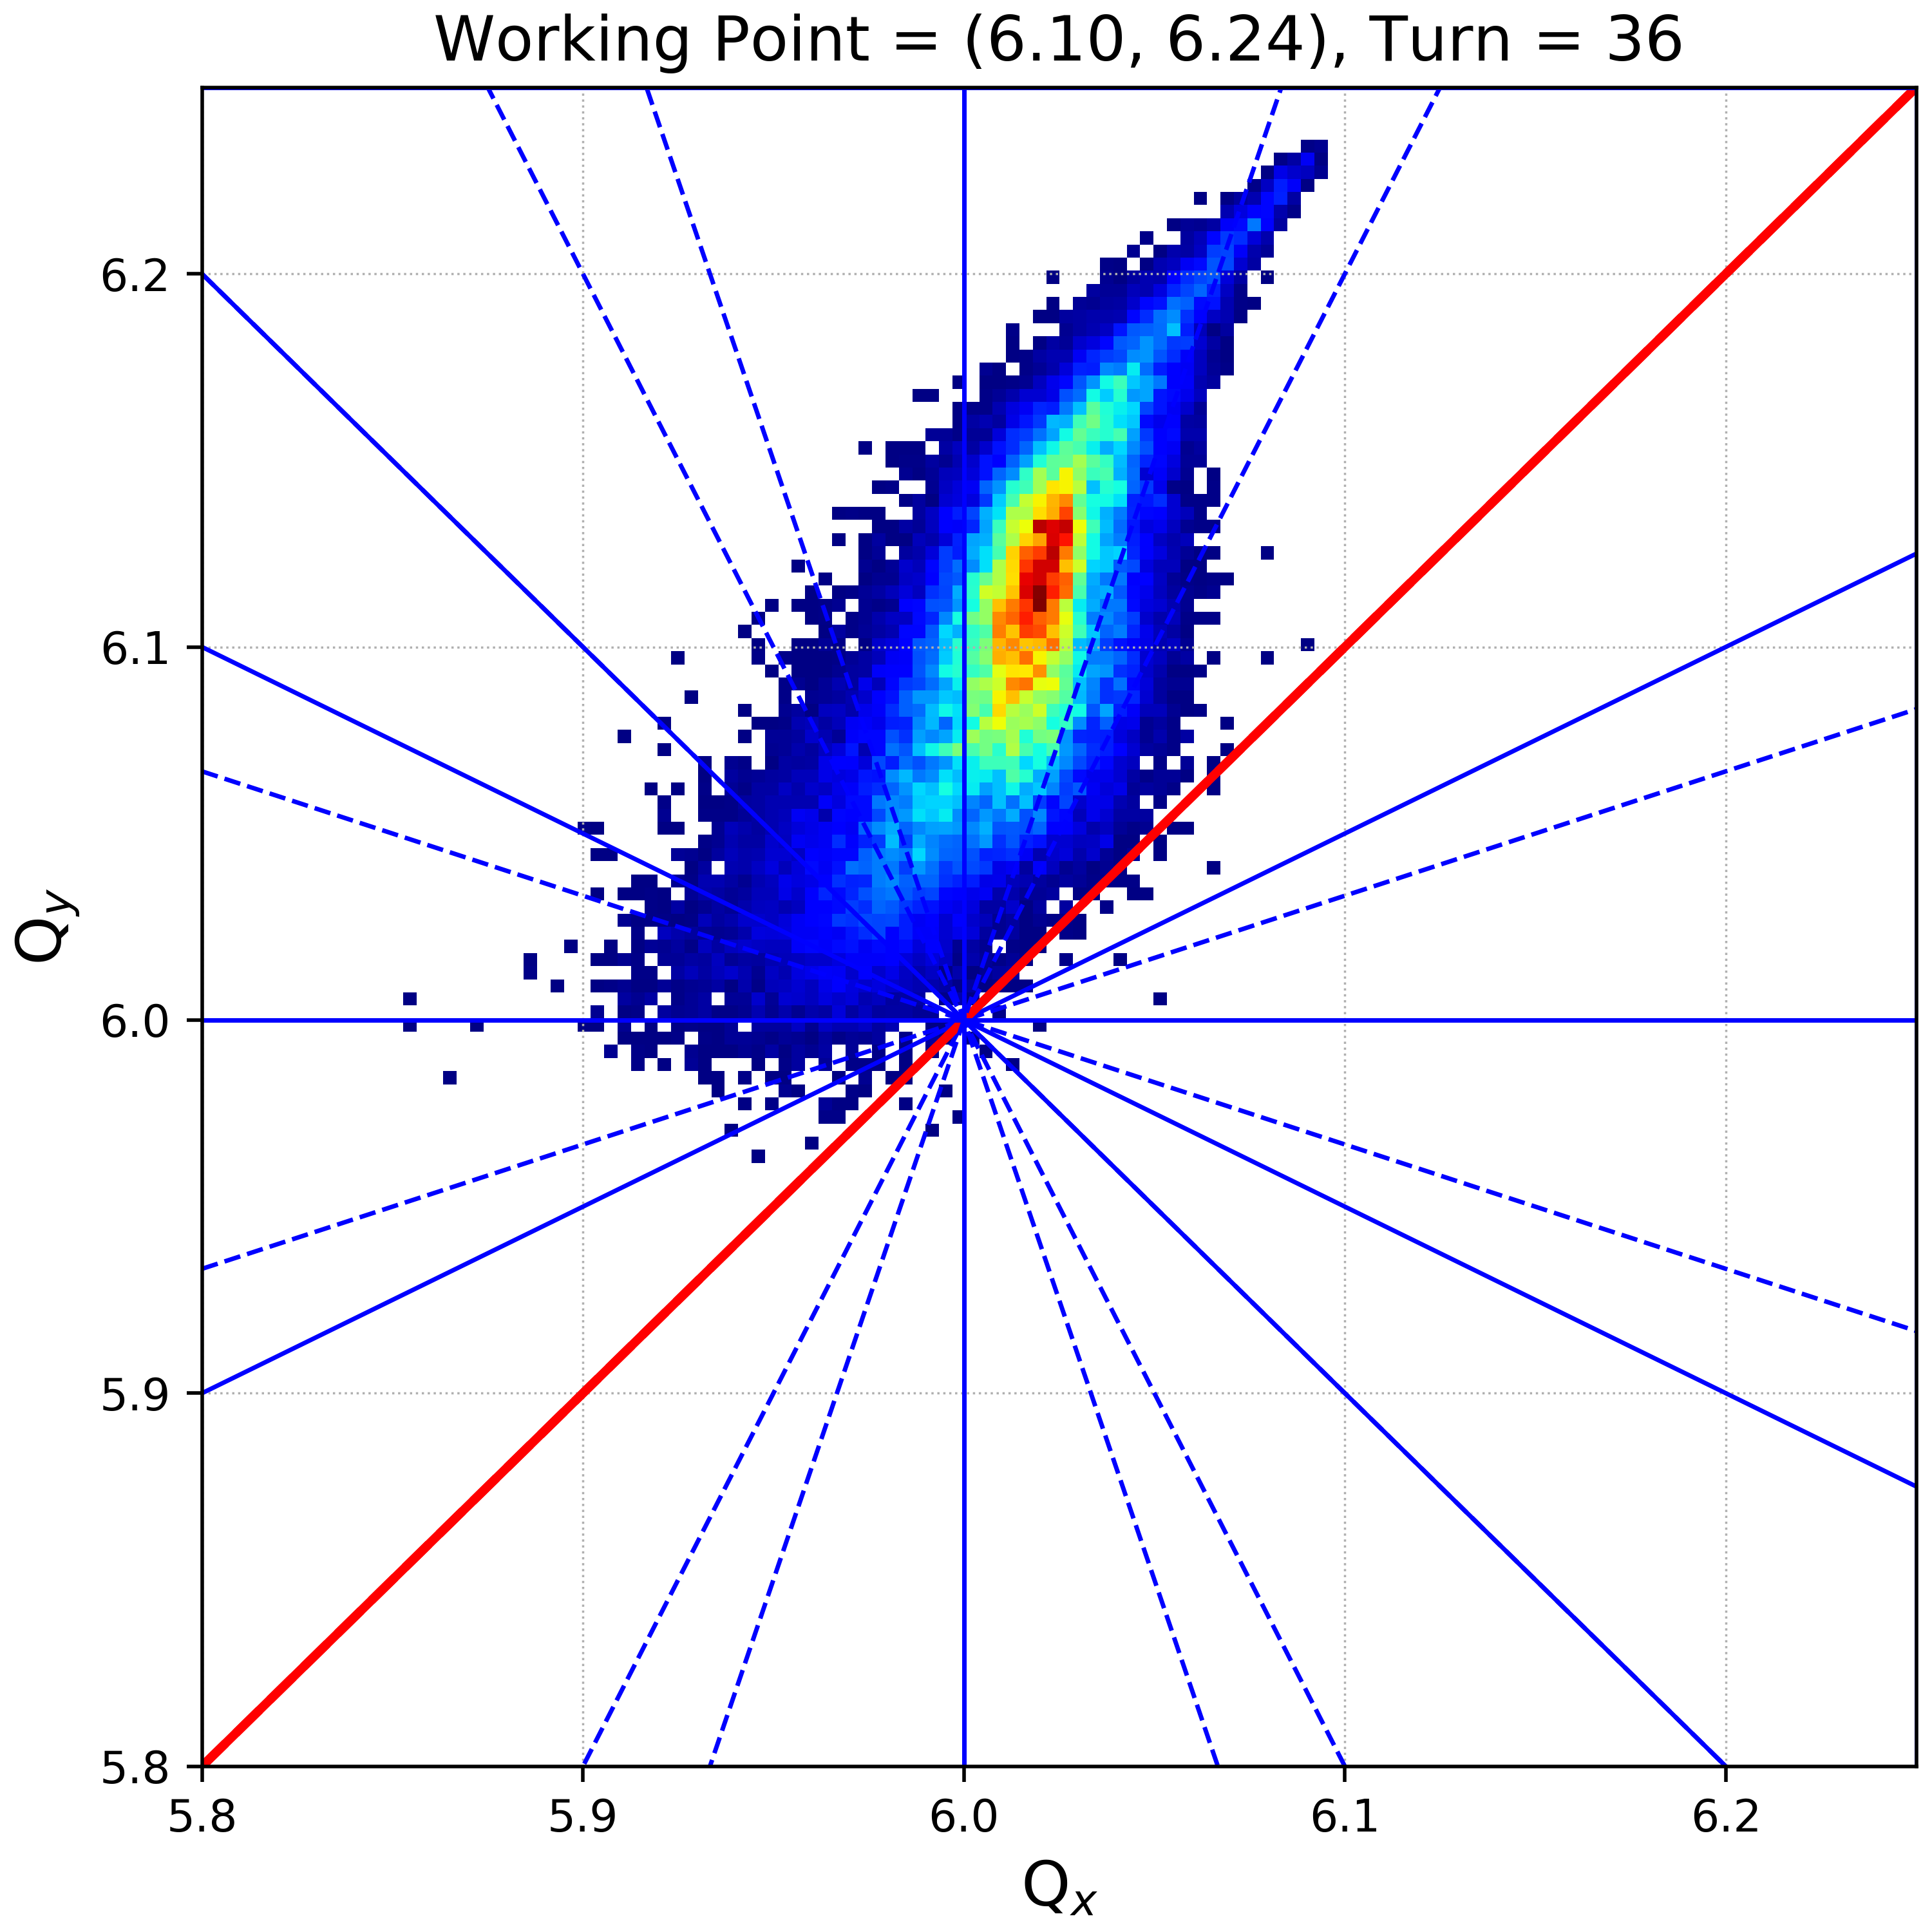 Working Point = (6.10, 6.24), Turn = 36
6.2
6.1
6.0
5.9
5.8
Qy
5.8 5.9 6.0 6.1 6.2
Qx